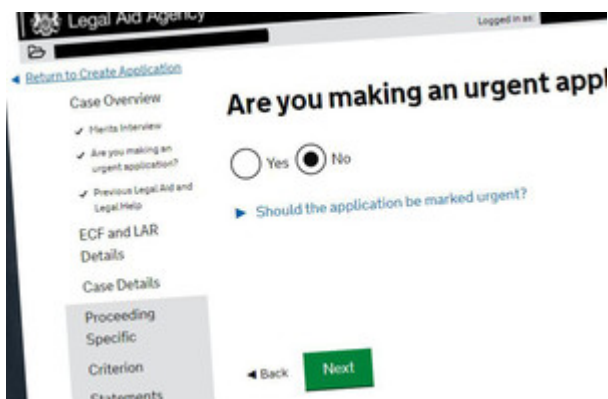 Legal Aid Agency
Logged in as:
Return to Create Application
Case Overview
Merits Interview
Are you making an
urgent application?
Previous Legal Aid and
Legal Help
ECF and LAR
Details
Case Details
Proceeding
Specific
Criterion
Statements
Are you making an urgent appl
Yes
No
Should the application be marked urgent?
Back
Next